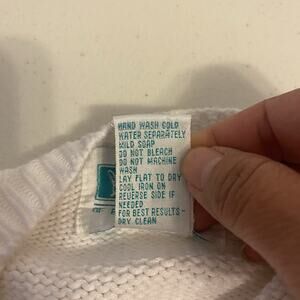 HAND WASH COLD
WATER SEPARATELY
MILD SOAP
DO NOT BLEACH
DO NOT MACHINE
WASH
LAY FLAT TO DRY
COOL IRON ON
REVERSE SIDE IF
NEEDED
FOR BEST RESULTS-
DRY CLEAN